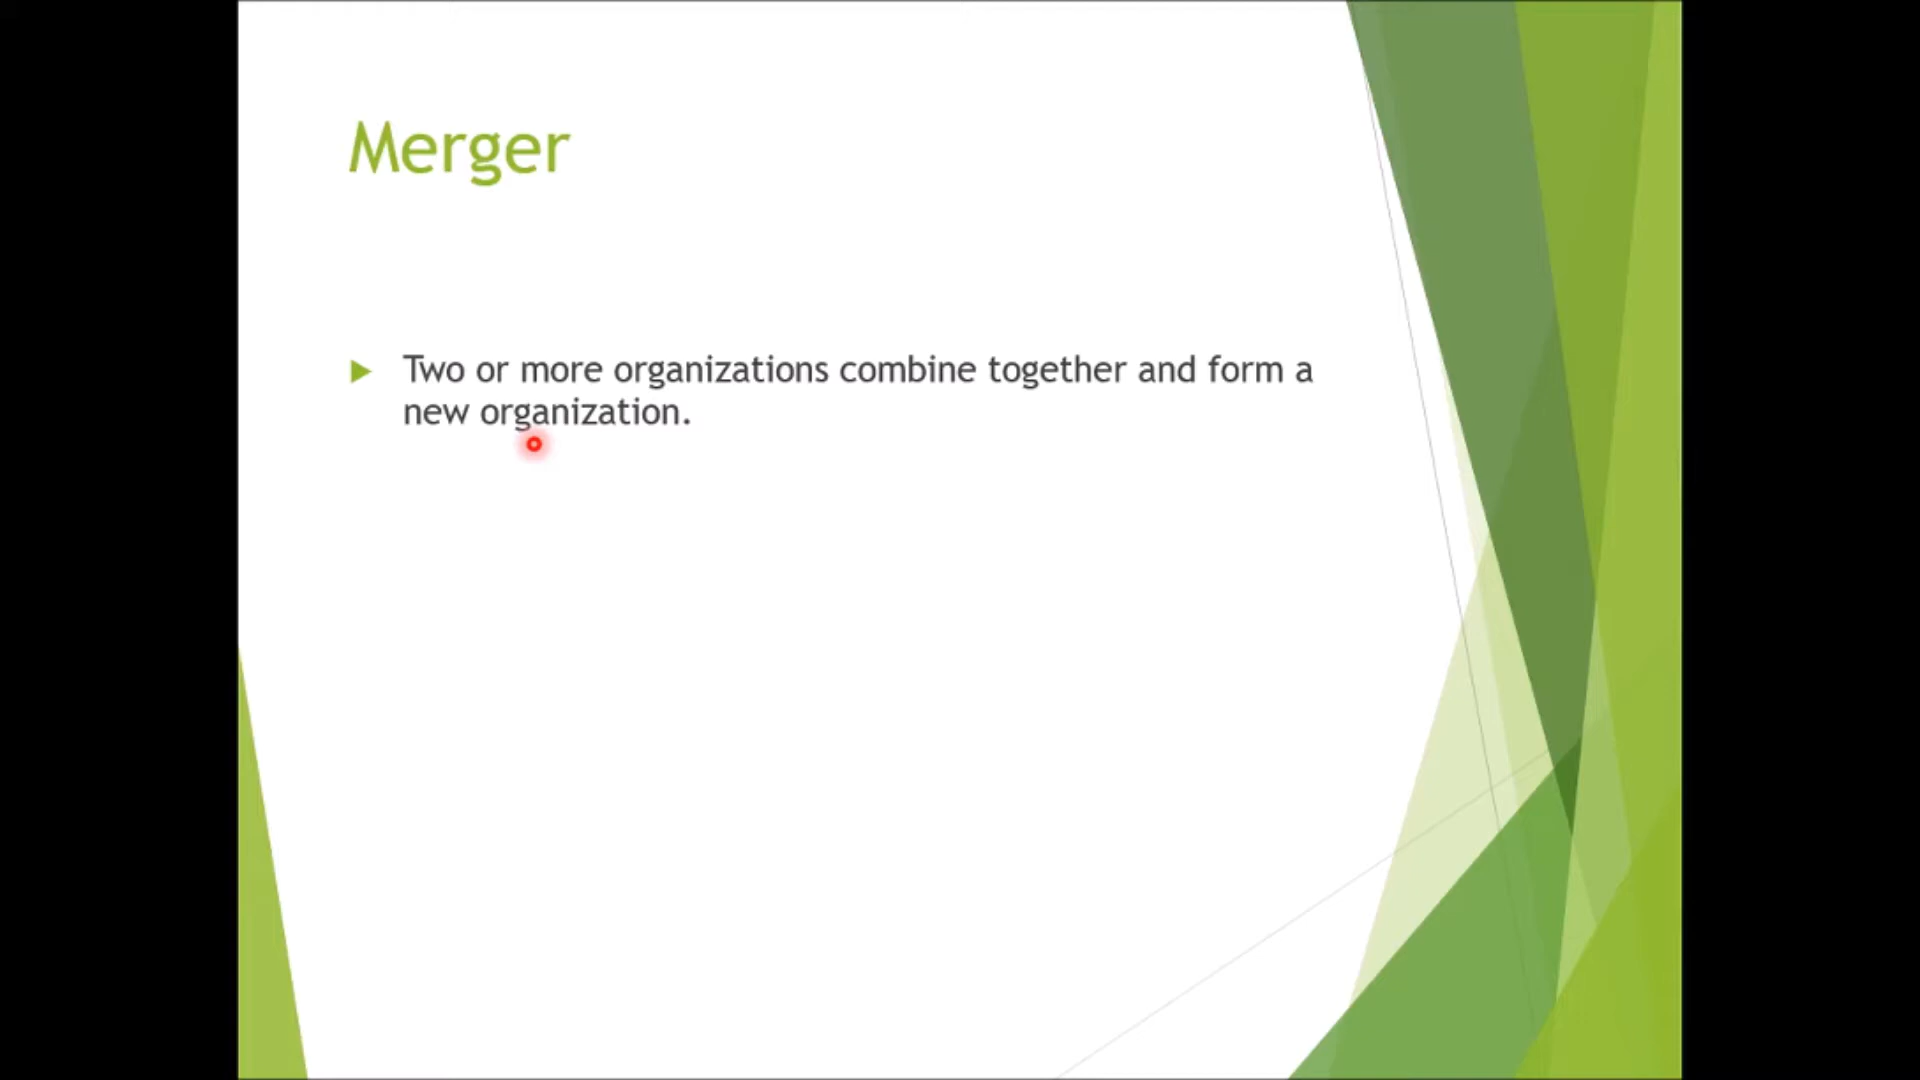 Merger
Two or more organizations combine together and form a
new organization.